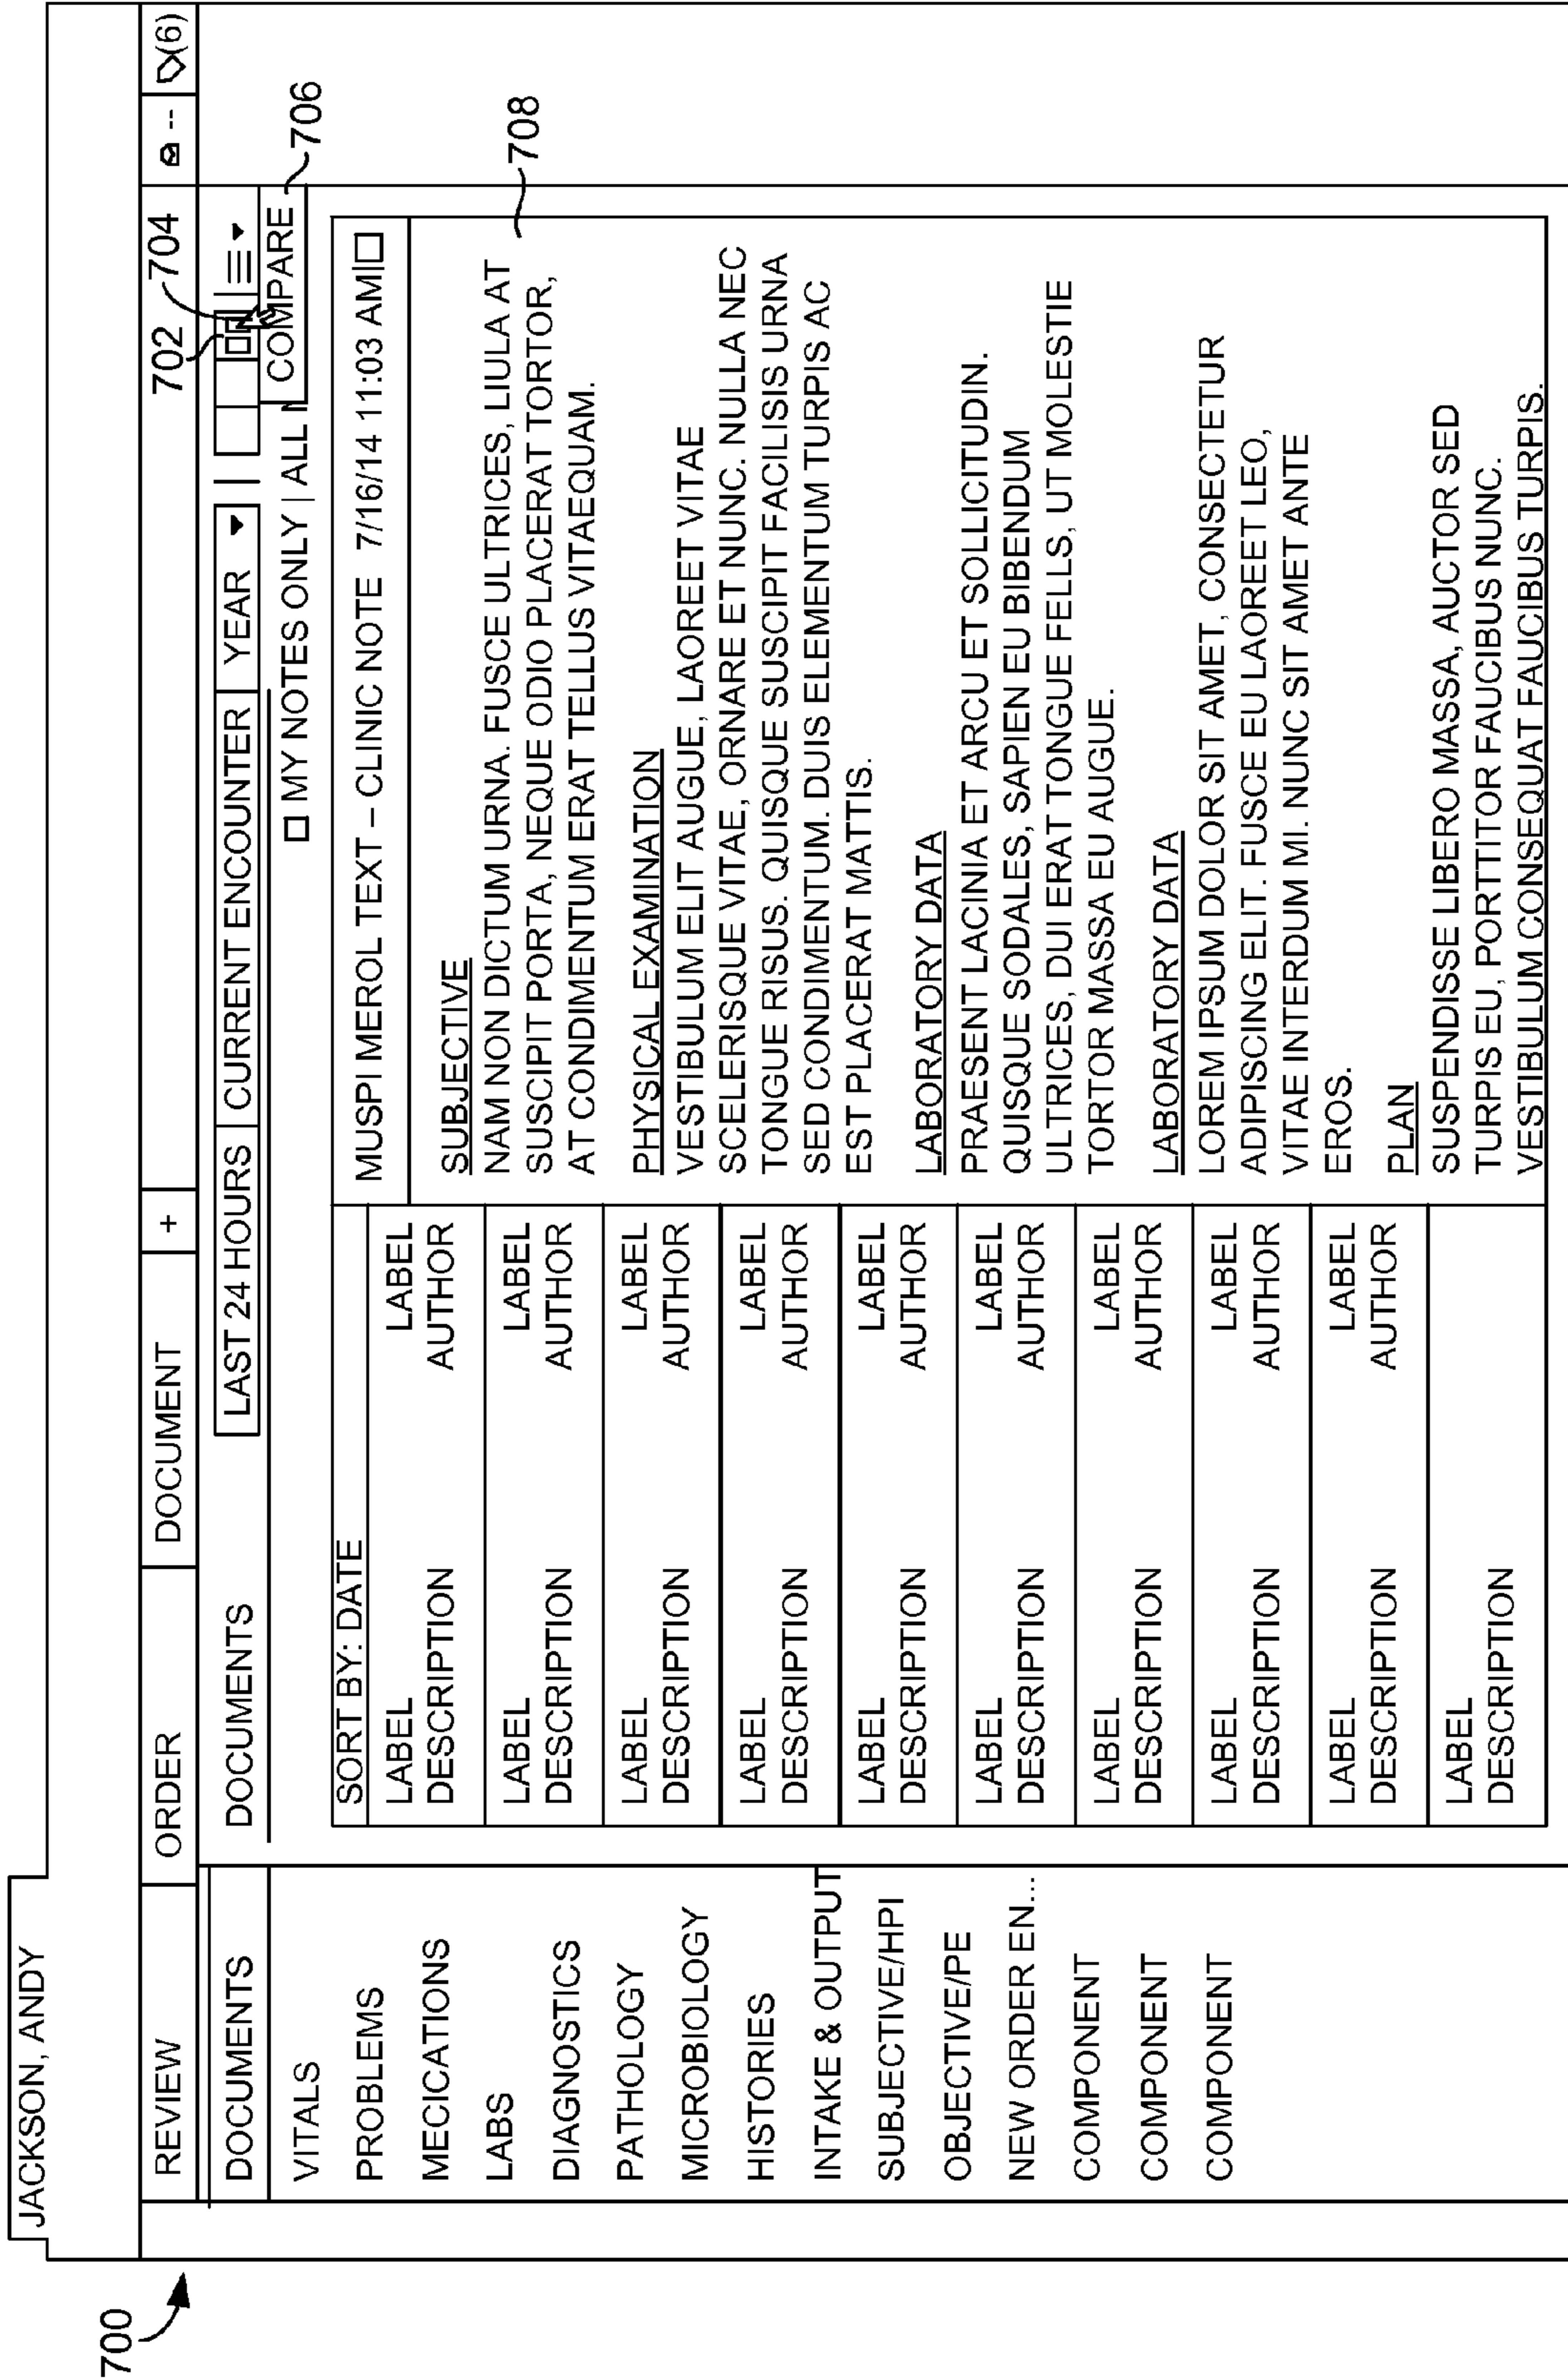 700
JACKSON, ANDY
REVIEW
ORDER
DOCUMENT
+
--
(6)
DOCUMENTS
VITALS
PROBLEMS
MECICATIONS
LABS
DIAGNOSTICS
PATHOLOGY
MICROBIOLOGY
HISTORIES
INTAKE & OUTPUT
SUBJECTIVE/HPI
OBJECTIVE/PE
NEW ORDER EN...
COMPONENT
COMPONENT
COMPONENT
DOCUMENTS
LAST 24 HOURS
CURRENT ENCOUNTER
YEAR
702
704
COMPARE
706
MY NOTES ONLY | ALL
SORT BY: DATE
LABEL LABEL
DESCRIPTION AUTHOR
LABEL LABEL
DESCRIPTION AUTHOR
LABEL LABEL
DESCRIPTION AUTHOR
LABEL LABEL
DESCRIPTION AUTHOR
LABEL LABEL
DESCRIPTION AUTHOR
LABEL LABEL
DESCRIPTION AUTHOR
LABEL LABEL
DESCRIPTION AUTHOR
LABEL LABEL
DESCRIPTION AUTHOR
LABEL LABEL
DESCRIPTION AUTHOR
LABEL
DESCRIPTION
MUSPI MEROL TEXT – CLINIC NOTE 7/16/14 11:03 AM
708
SUBJECTIVE
NAM NON DICTUM URNA. FUSCE ULTRICES, LIULA AT
SUSCIPIT PORTA, NEQUE ODIO PLACERAT TORTOR,
AT CONDIMENTUM ERAT TELLUS VITAEQUAM.
PHYSICAL EXAMINATION
VESTIBULUM ELIT AUGUE, LAOREET VITAE
SCELERISQUE VITAE, ORNARE ET NUNC. NULLA NEC
TONGUE RISUS. QUISQUE SUSCIPIT FACILISIS URNA
SED CONDIMENTUM. DUIS ELEMENTUM TURPIS AC
EST PLACERAT MATTIS.
LABORATORY DATA
PRAESENT LACINIA ET ARCU ET SOLLICITUDIN.
QUISQUE SODALES, SAPIEN EU BIBENDUM
ULTRICES, DUI ERAT TONGUE FELLS, UT MOLESTIE
TORTOR MASSA EU AUGUE.
LABORATORY DATA
LOREM IPSUM DOLOR SIT AMET, CONSECTETUR
ADIPISCING ELIT. FUSCE EU LAOREET LEO,
VITAE INTERDUM MI. NUNC SIT AMET ANTE
EROS.
PLAN
SUSPENDISSE LIBERO MASSA, AUCTOR SED
TURPIS EU, PORTTITOR FAUCIBUS NUNC.
VESTIBULUM CONSEQUAT FAUCIBUS TURPIS.